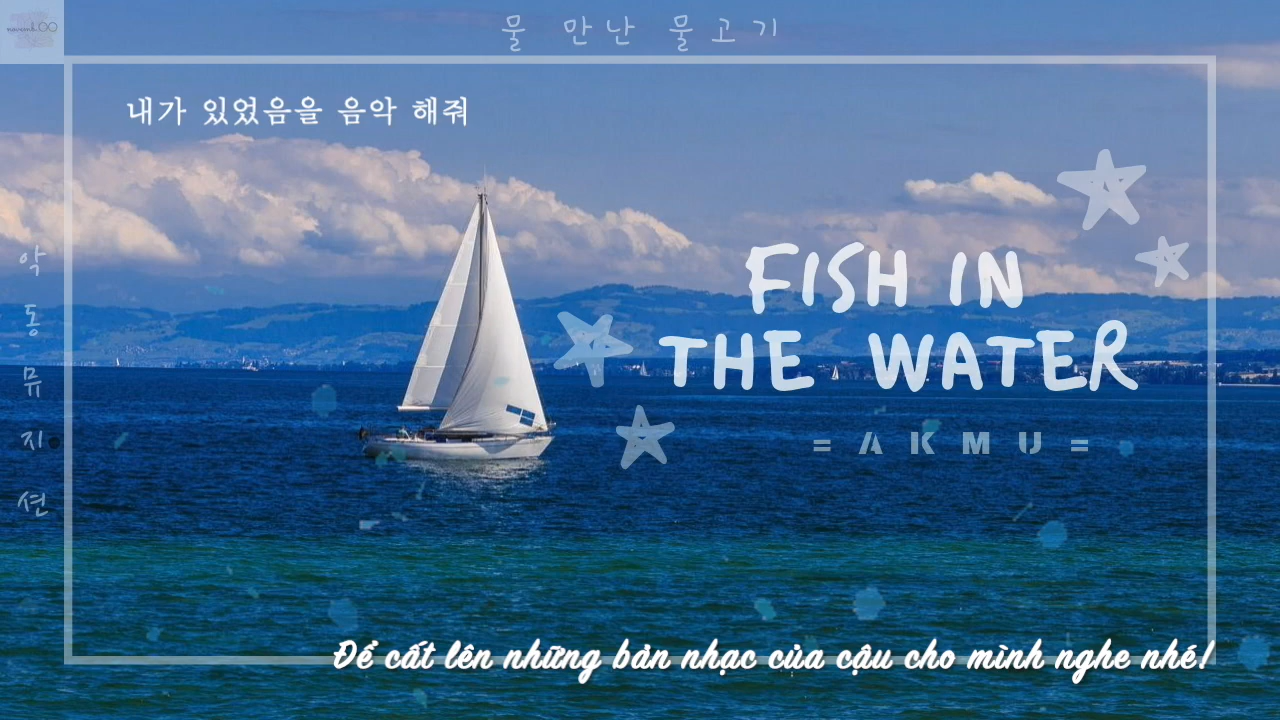 물 만난 물고기
내가 있었음을 음악 해줘
악동뮤지션
FISH IN
THE WATER
= AKMU =
Để cất lên những bản nhạc của cậu cho mình nghe nhé!